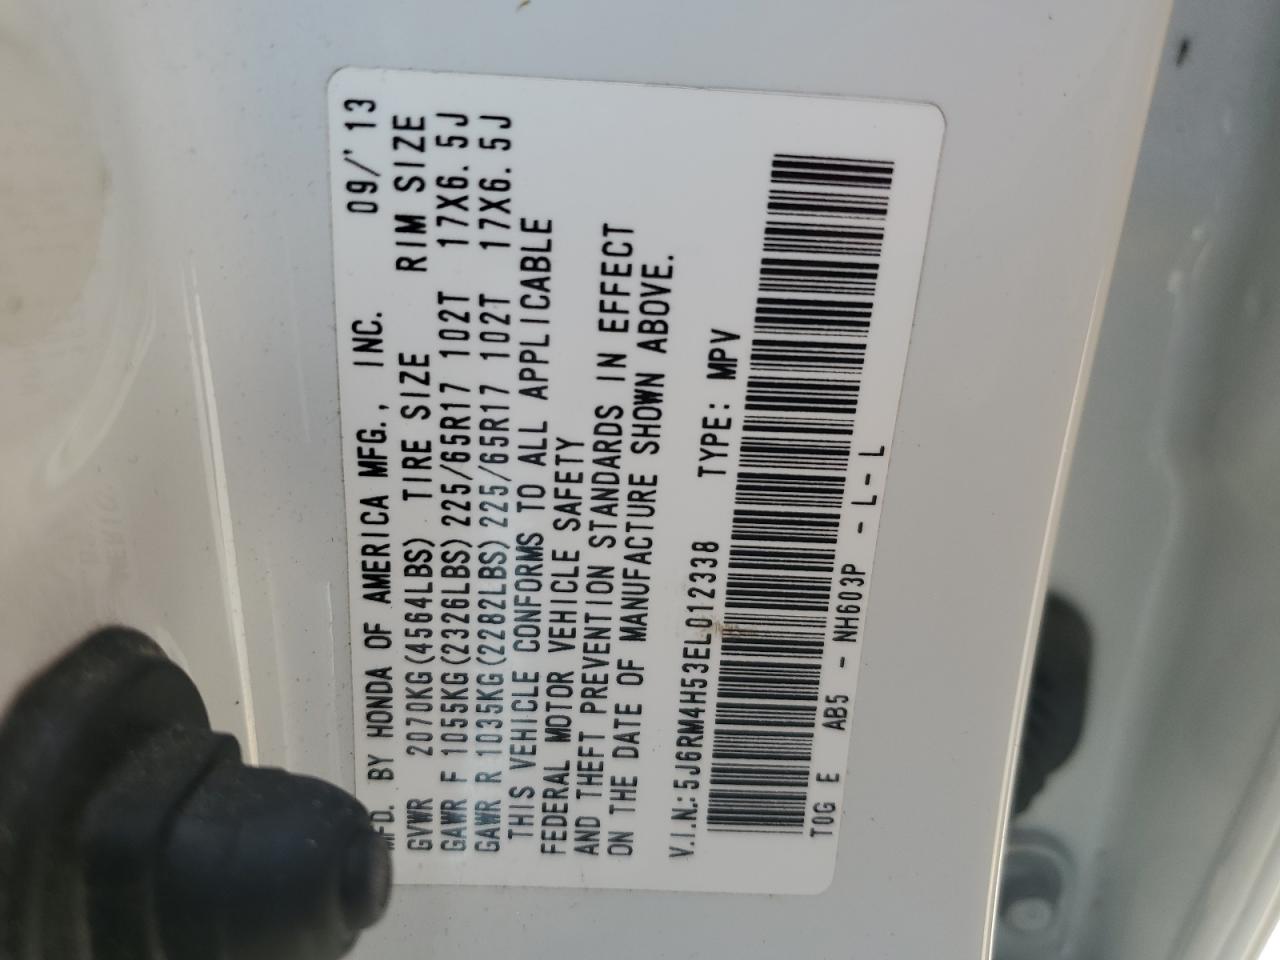 MFD. BY HONDA OF AMERICA MFG., INC. 09/'13
GVWR 2070KG(4564LBS) TIRE SIZE RIM SIZE
GAWR F 1055KG(2326LBS) 225/65R17 102T 17X6.5J
GAWR R 1035KG(2282LBS) 225/65R17 102T 17X6.5J
THIS VEHICLE CONFORMS TO ALL APPLICABLE
FEDERAL MOTOR VEHICLE SAFETY
AND THEFT PREVENTION STANDARDS IN EFFECT
ON THE DATE OF MANUFACTURE SHOWN ABOVE.
V.I.N.: 5J6RM4H53EL012338 TYPE: MPV
T0G E AB5 - NH603P - L - L